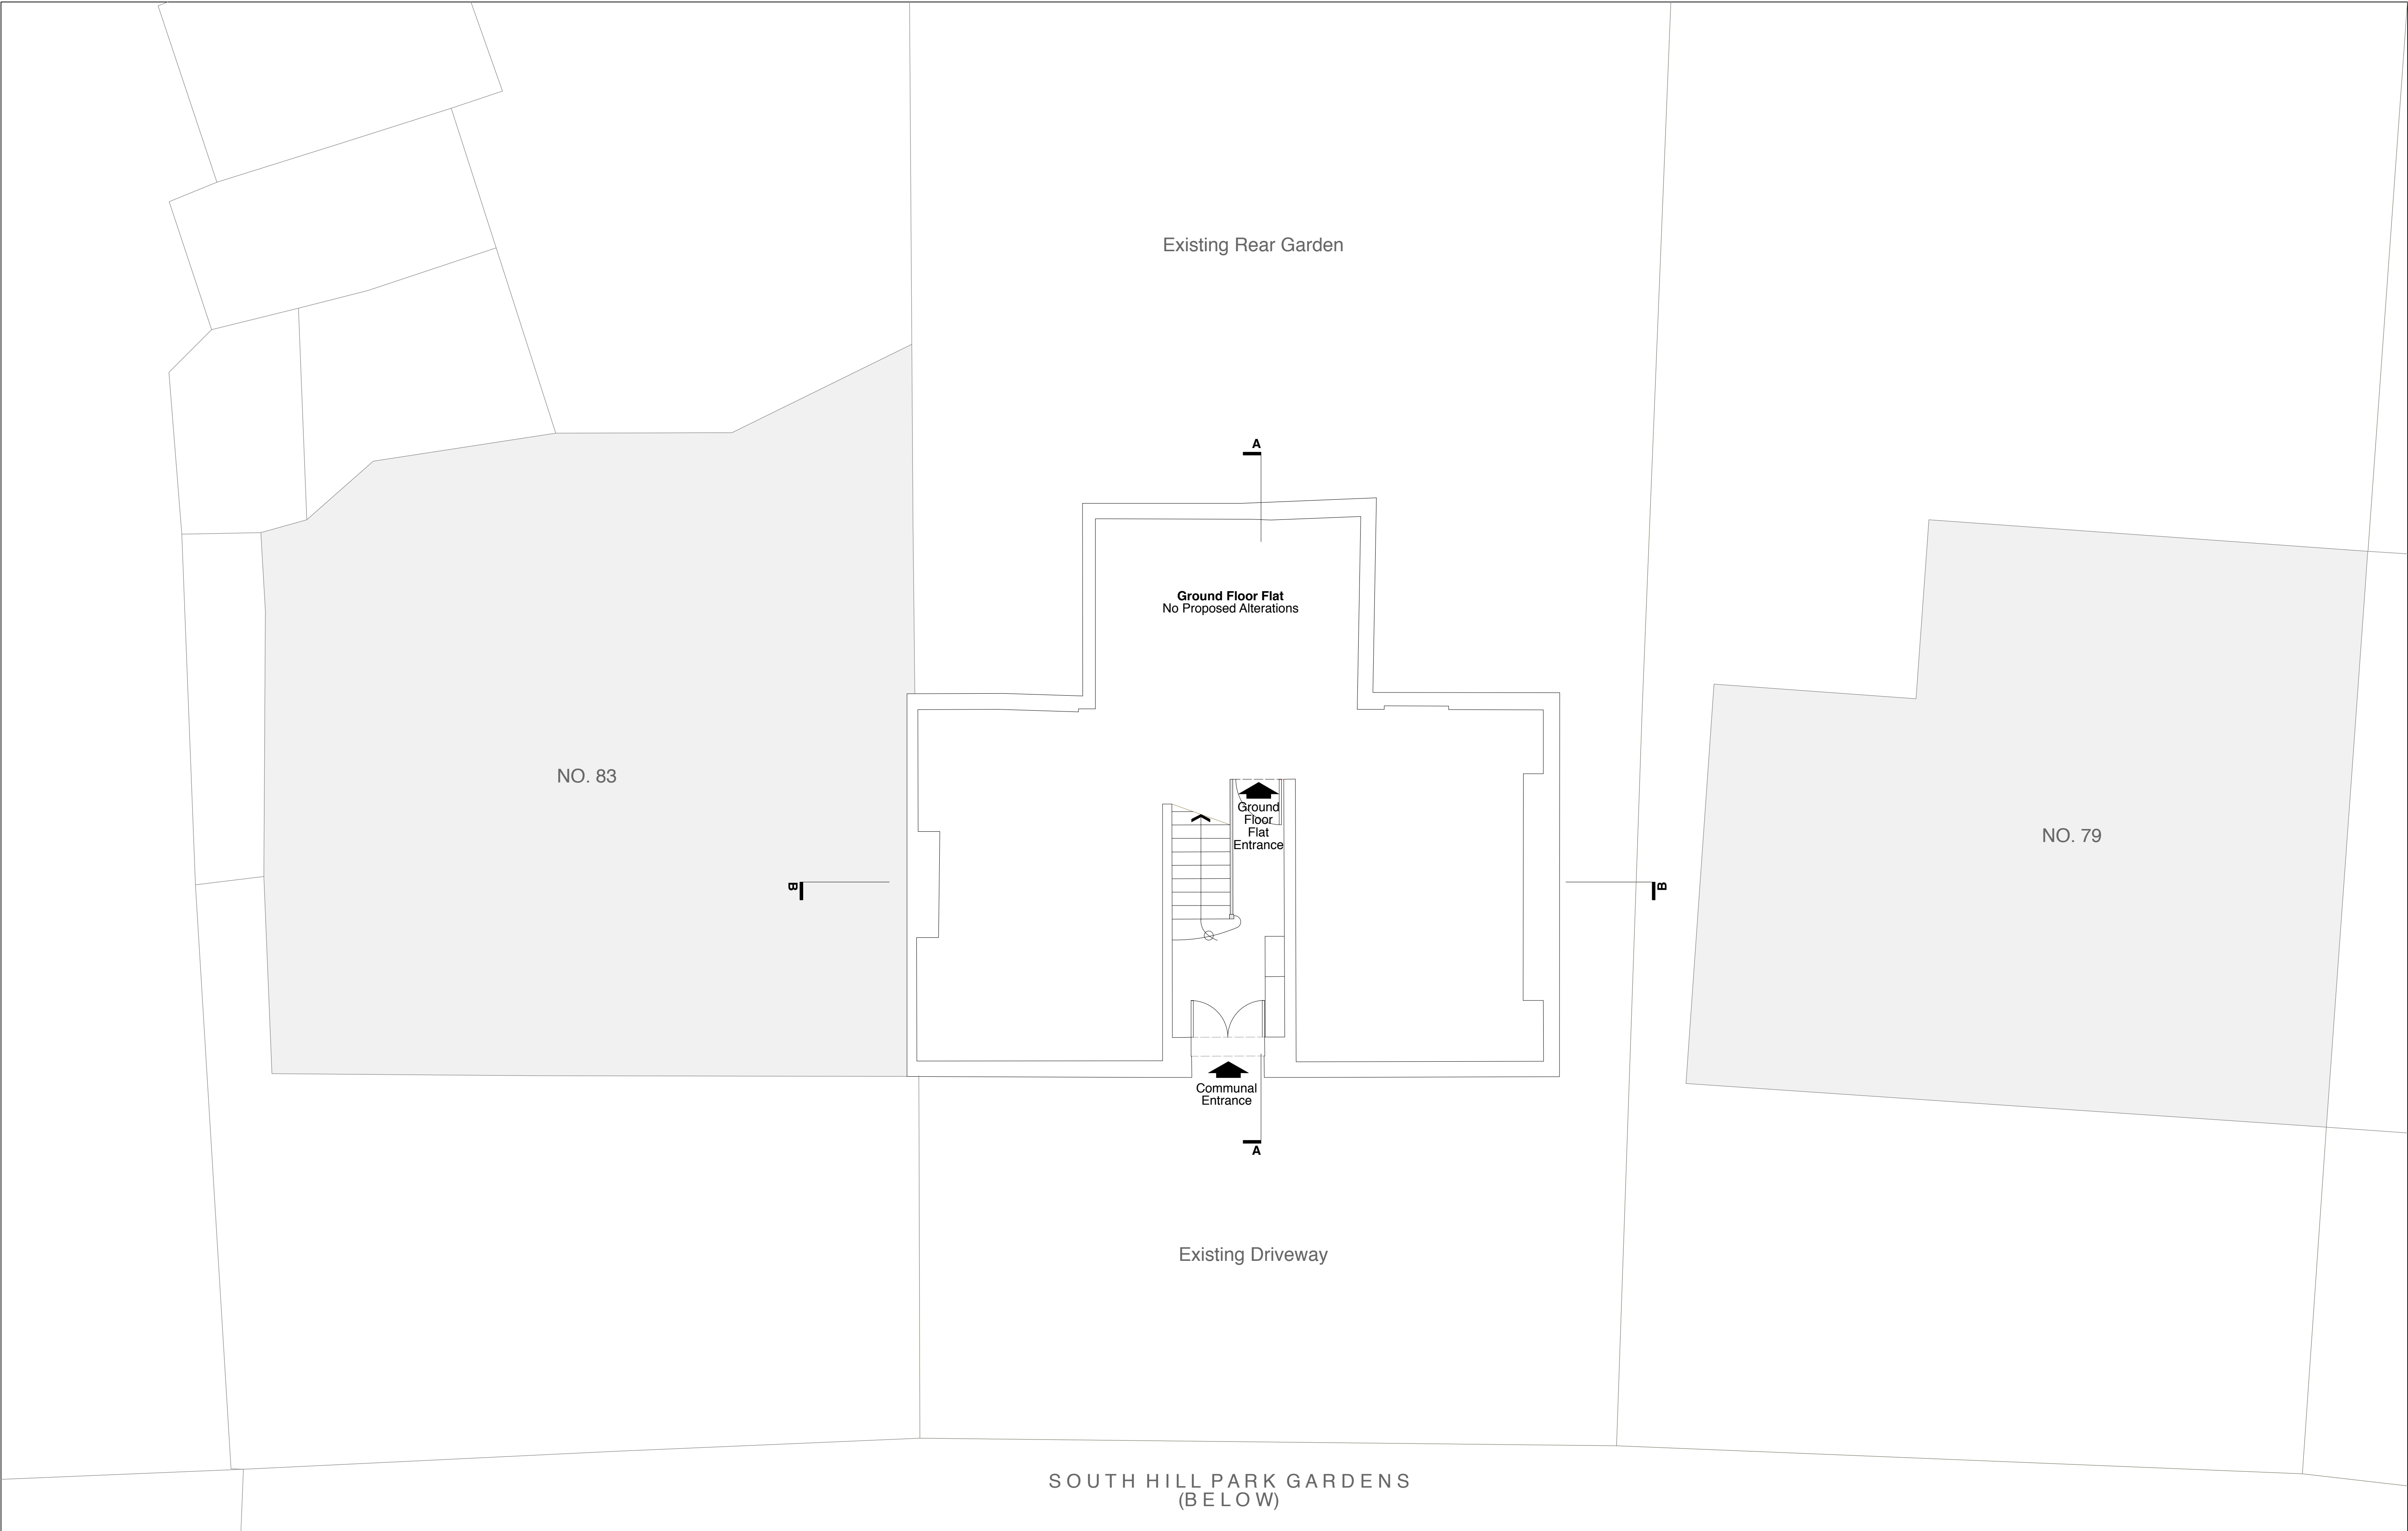 Existing Rear Garden
A
Ground Floor Flat
No Proposed Alterations
NO. 83
Ground
Floor
Flat
Entrance
NO. 79
B
B
Communal
Entrance
A
Existing Driveway
SOUTH HILL PARK GARDENS
(BELOW)